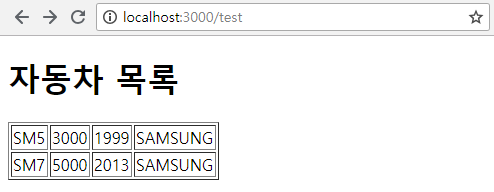 localhost:3000/test
자동차 목록
SM5 3000 1999 SAMSUNG
SM7 5000 2013 SAMSUNG